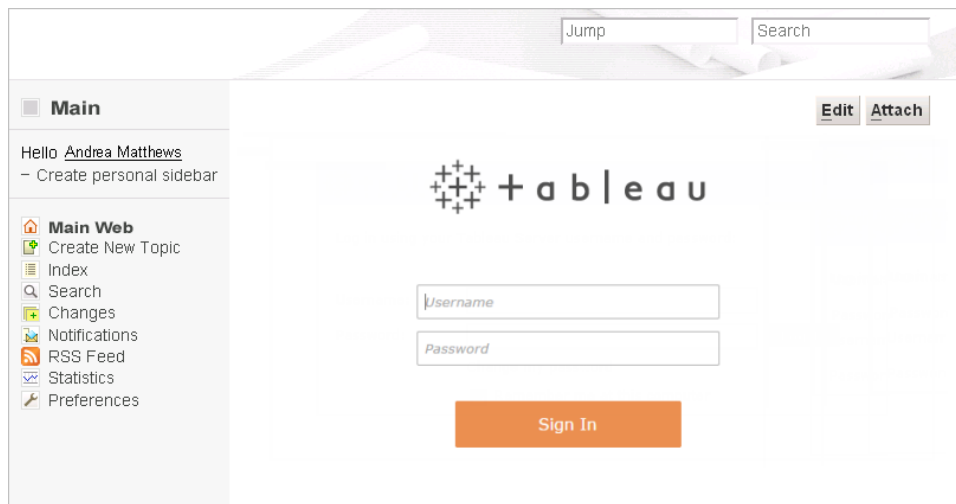 Jump Search
Main
Edit Attach
Hello Andrea Matthews
– Create personal sidebar
+ableau
Main Web
Create New Topic
Index
Search
Changes
Notifications
RSS Feed
Statistics
Preferences
Username
Password
Sign In